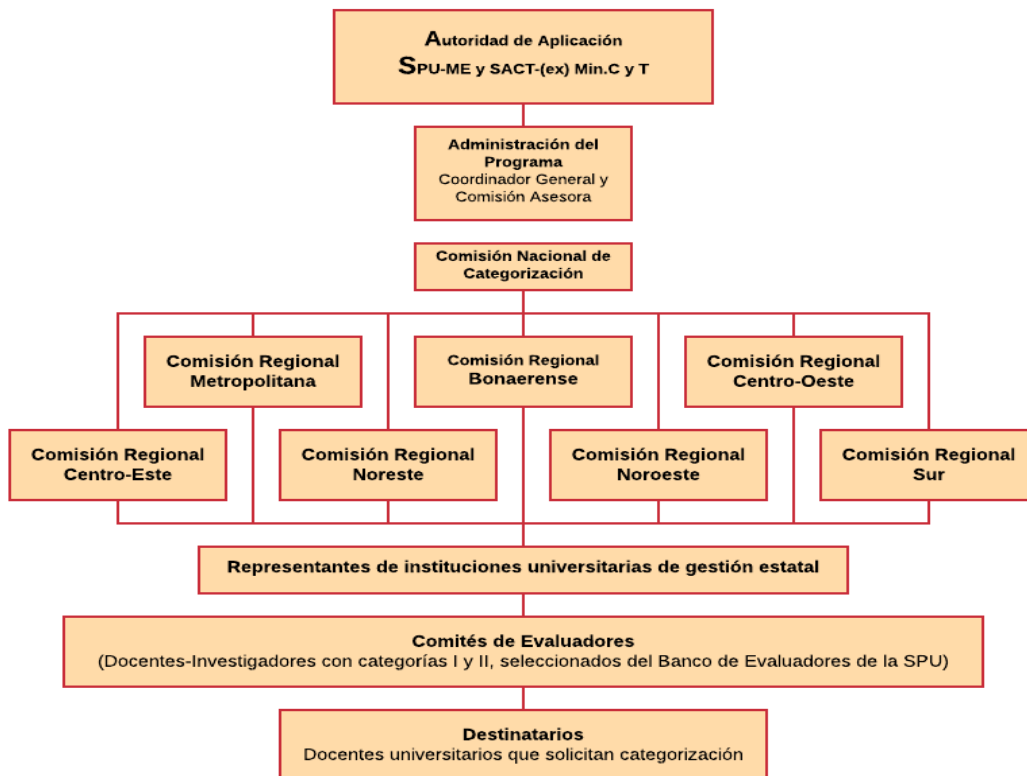 Autoridad de Aplicación
SPU-ME y SACT-(ex) Min.C y T
Administración del
Programa
Coordinador General y
Comisión Asesora
Comisión Nacional de
Categorización
Comisión Regional
Metropolitana
Comisión Regional
Bonaerense
Comisión Regional
Centro-Oeste
Comisión Regional
Centro-Este
Comisión Regional
Noreste
Comisión Regional
Noroeste
Comisión Regional
Sur
Representantes de instituciones universitarias de gestión estatal
Comités de Evaluadores
(Docentes-Investigadores con categorías I y II, seleccionados del Banco de Evaluadores de la SPU)
Destinatarios
Docentes universitarios que solicitan categorización